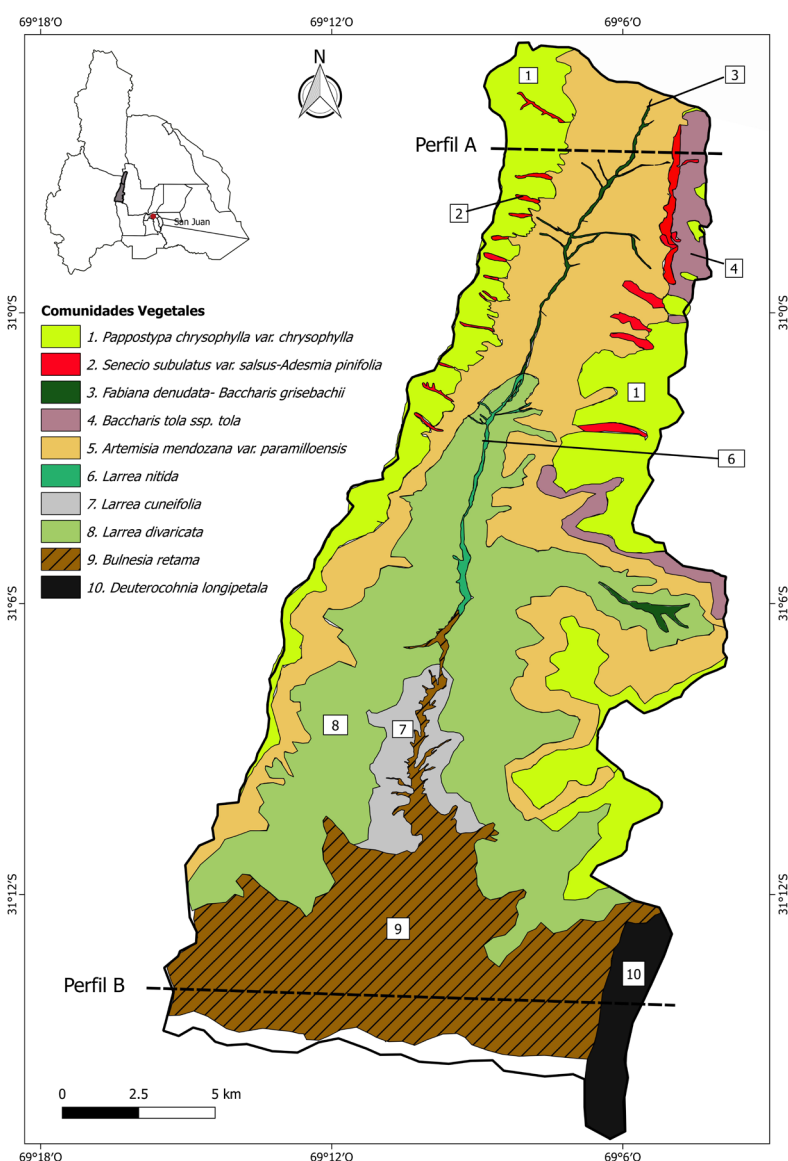 69°18'O 69°12'O 69°6'O
N
1
3
Perfil A
2
San Juan
4
31°0'S 31°0'S
Comunidades Vegetales
1. Pappostypa chrysophylla var. chrysophylla
2. Senecio subulatus var. salsus-Adesmia pinifolia
3. Fabiana denudata- Baccharis grisebachii
4. Baccharis tola ssp. tola
5. Artemisia mendozana var. paramilloensis
6. Larrea nitida
7. Larrea cuneifolia
8. Larrea divaricata
9. Bulnesia retama
10. Deuterocohnia longipetala
1
6
31°6'S 31°6'S
8
7
31°12'S 31°12'S
9
10
Perfil B
0 2.5 5 km
69°18'O 69°12'O 69°6'O